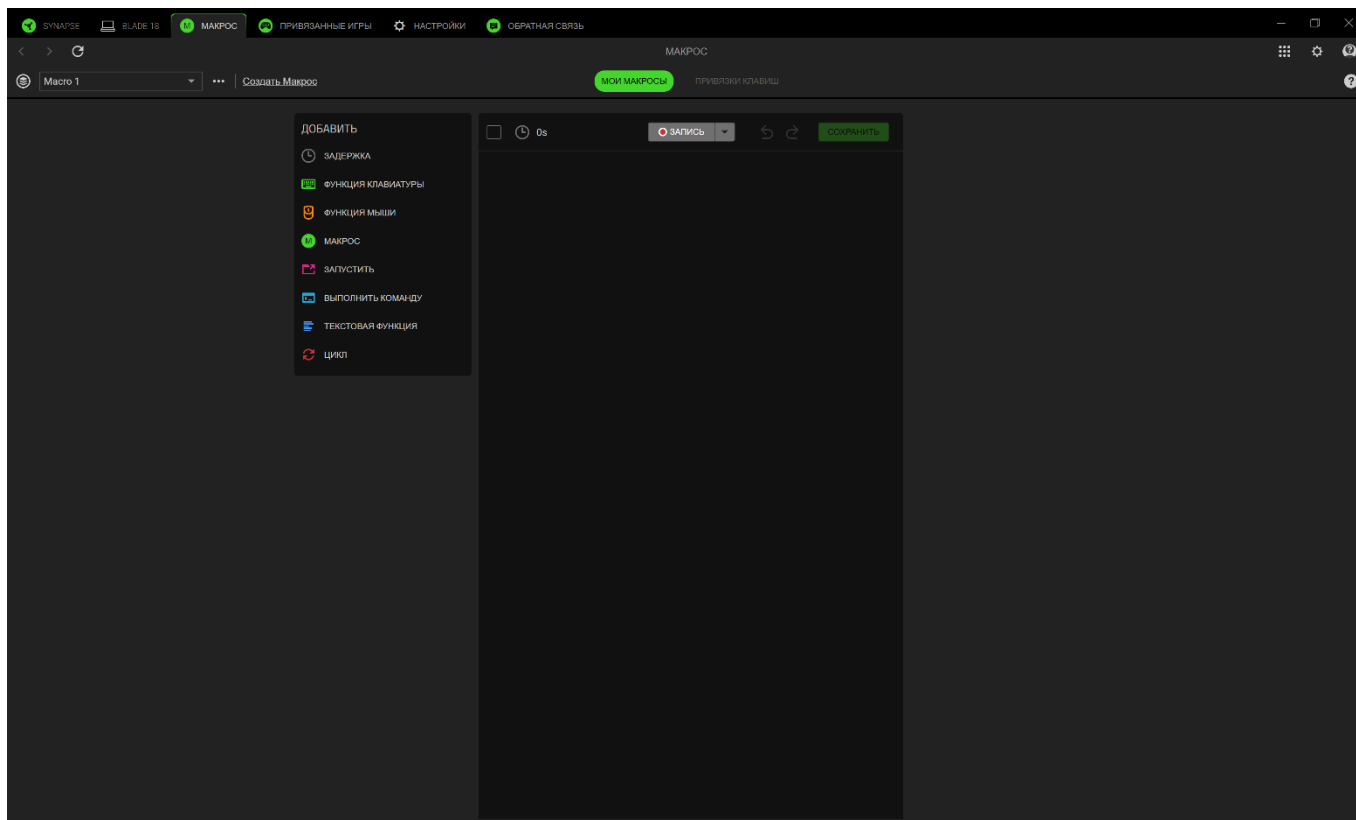 SYNAPSE BLADE 18 МАКРОС ПРИВЯЗАННЫЕ ИГРЫ НАСТРОЙКИ ОБРАТНАЯ СВЯЗЬ
МАКРОС
Macro 1 Создать Макрос МОИ МАКРОСЫ ПРИВЯЗКИ КЛАВИШ
ДОБАВИТЬ
ЗАДЕРЖКА
ФУНКЦИЯ КЛАВИАТУРЫ
ФУНКЦИЯ МЫШИ
МАКРОС
ЗАПУСТИТЬ
ВЫПОЛНИТЬ КОМАНДУ
ТЕКСТОВАЯ ФУНКЦИЯ
ЦИКЛ
0s ЗАПИСЬ СОХРАНИТЬ